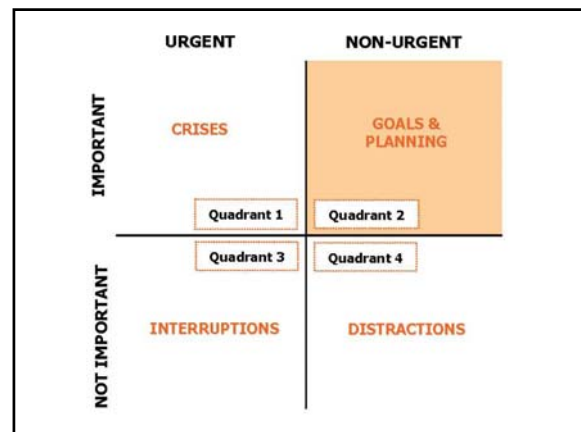 URGENT
NON-URGENT
IMPORTANT
CRISES
GOALS &
PLANNING
Quadrant 1
Quadrant 2
Quadrant 3
Quadrant 4
NOT IMPORTANT
INTERRUPTIONS
DISTRACTIONS